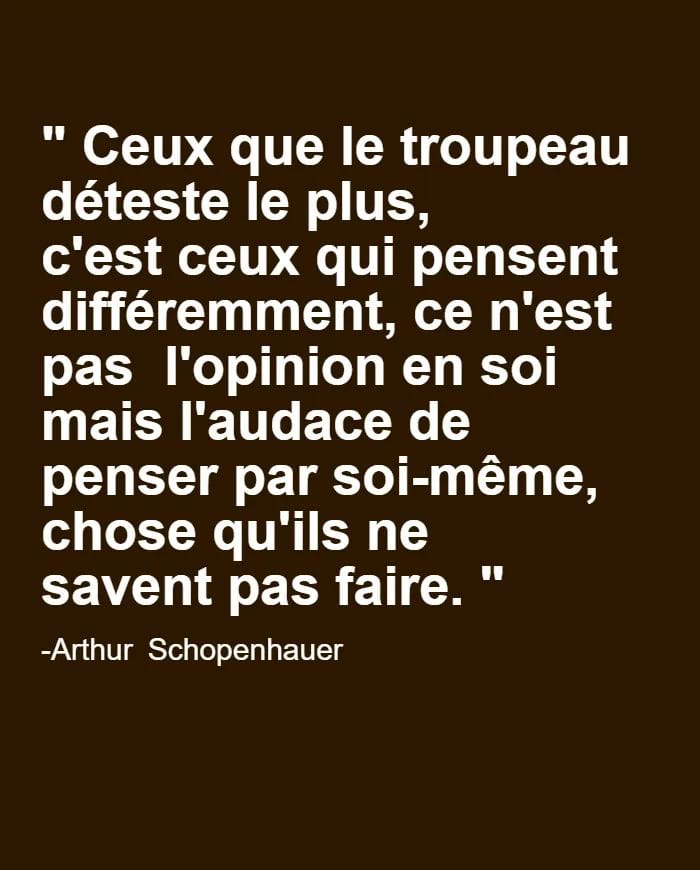 " Ceux que le troupeau
déteste le plus,
c'est ceux qui pensent
différemment, ce n'est
pas  l'opinion en soi
mais l'audace de
penser par soi-même,
chose qu'ils ne
savent pas faire. "
-Arthur  Schopenhauer